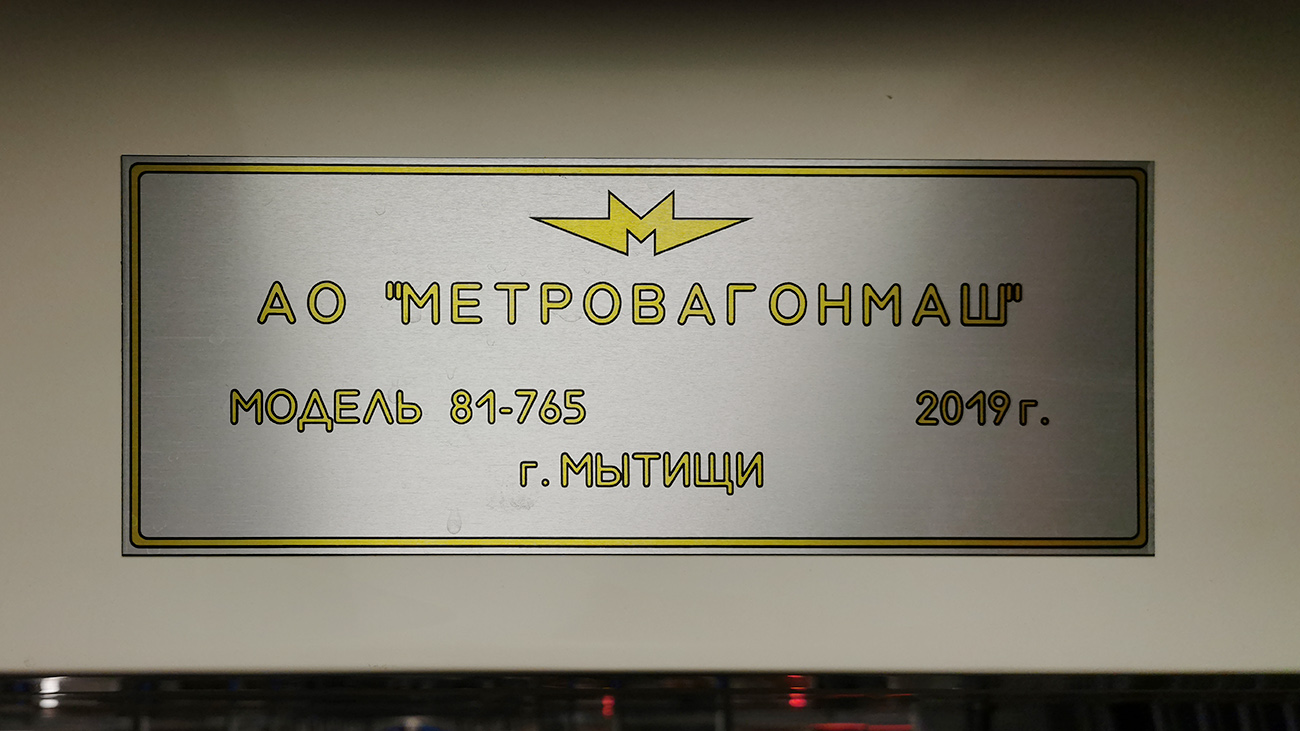 АО "МЕТРОВАГОНМАШ"
МОДЕЛЬ 81-765 2019 г.
г. МЫТИЩИ